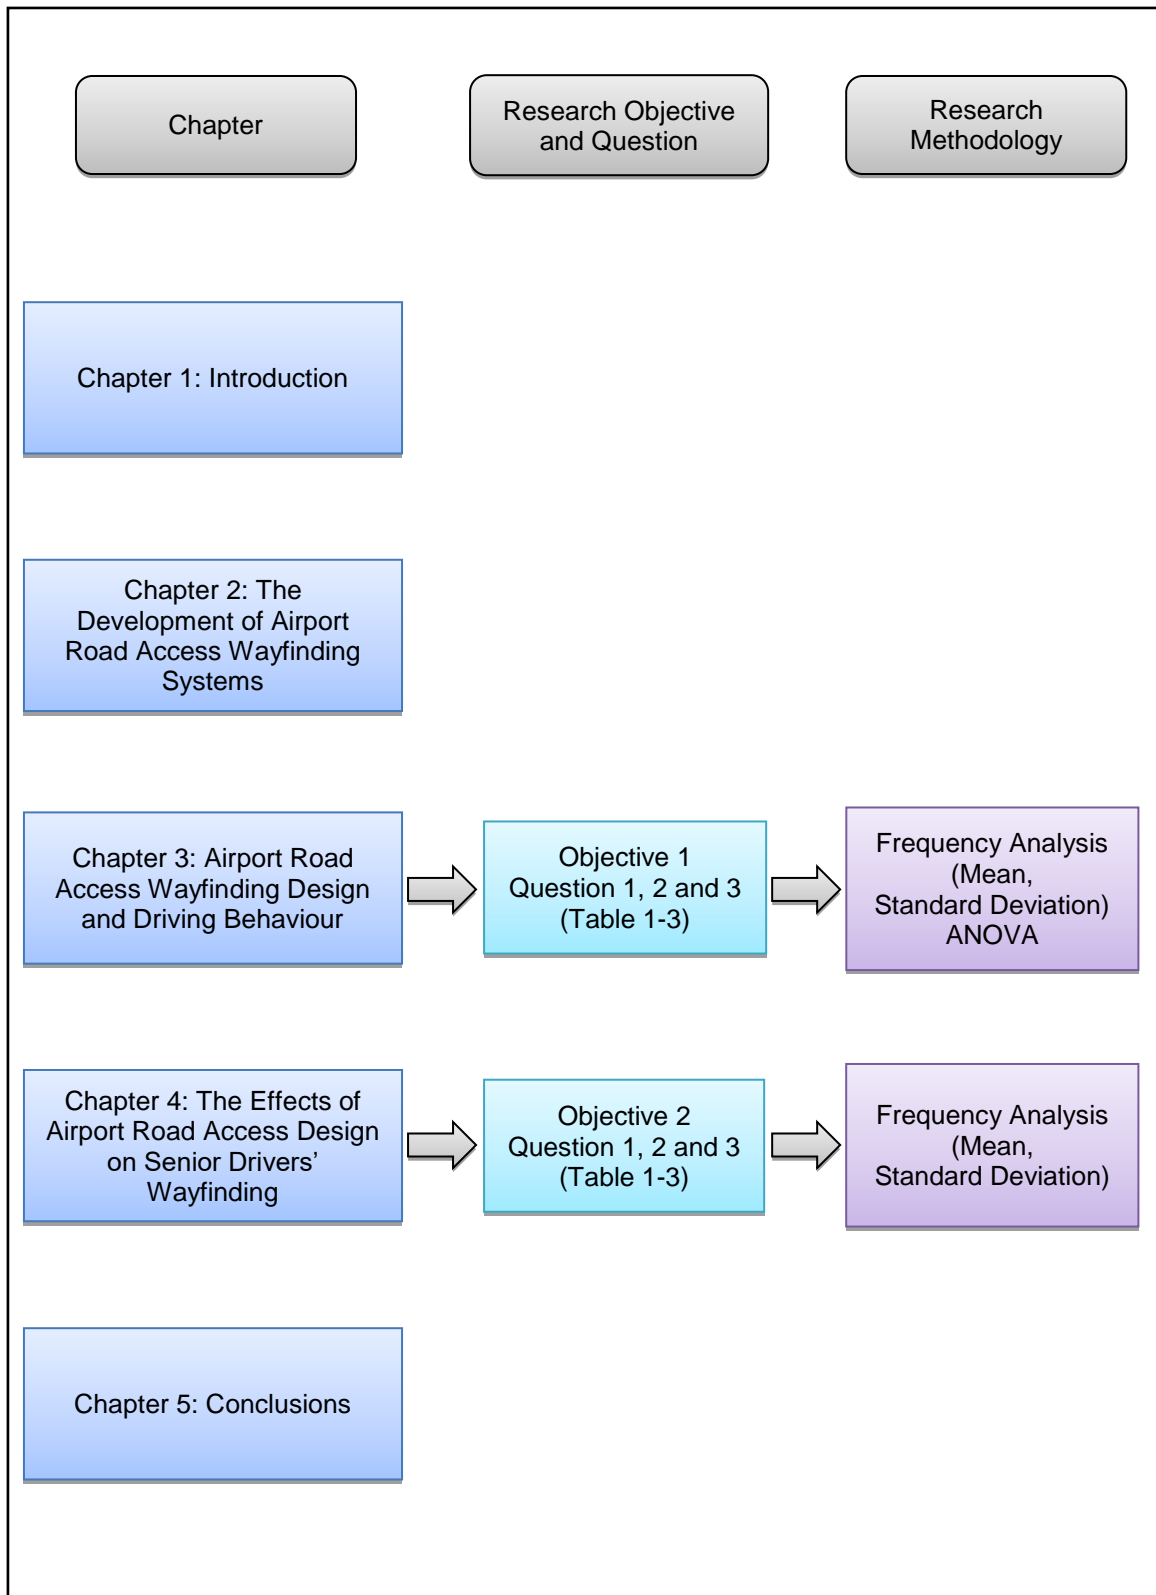 Chapter
Research Objective
and Question
Research
Methodology
Chapter 1: Introduction
Chapter 2: The
Development of Airport
Road Access Wayfinding
Systems
Chapter 3: Airport Road
Access Wayfinding Design
and Driving Behaviour
Objective 1
Question 1, 2 and 3
(Table 1-3)
Frequency Analysis
(Mean,
Standard Deviation)
ANOVA
Chapter 4: The Effects of
Airport Road Access Design
on Senior Drivers’
Wayfinding
Objective 2
Question 1, 2 and 3
(Table 1-3)
Frequency Analysis
(Mean,
Standard Deviation)
Chapter 5: Conclusions